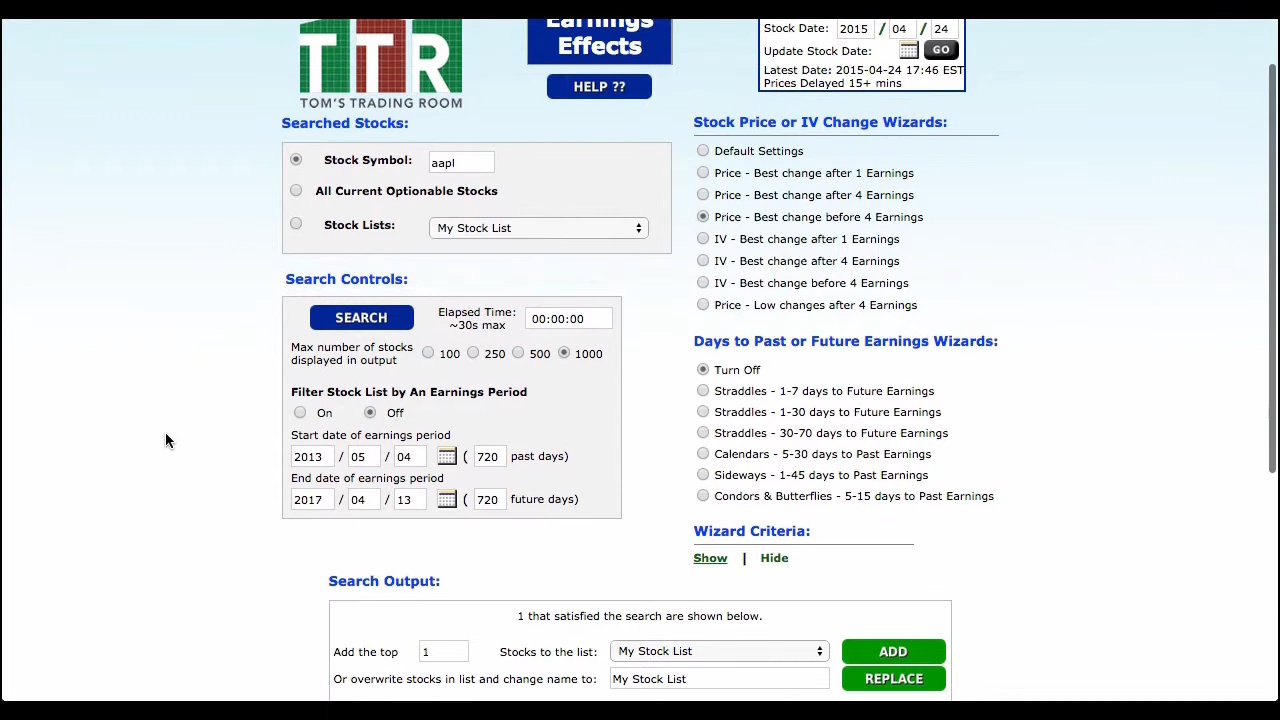 TTR
TOM'S TRADING ROOM
Earnings
Effects
HELP ??
Stock Date: 2015 / 04 / 24
Update Stock Date: GO
Latest Date: 2015-04-24 17:46 EST
Prices Delayed 15+ mins
Searched Stocks:
Stock Symbol: aapl
All Current Optionable Stocks
Stock Lists: My Stock List
Search Controls:
SEARCH
Elapsed Time:
~30s max
00:00:00
Max number of stocks
displayed in output
100 250 500 1000
Filter Stock List by An Earnings Period
On Off
Start date of earnings period
2013 / 05 / 04 ( 720 past days)
End date of earnings period
2017 / 04 / 13 ( 720 future days)
Stock Price or IV Change Wizards:
Default Settings
Price - Best change after 1 Earnings
Price - Best change after 4 Earnings
Price - Best change before 4 Earnings
IV - Best change after 1 Earnings
IV - Best change after 4 Earnings
IV - Best change before 4 Earnings
Price - Low changes after 4 Earnings
Days to Past or Future Earnings Wizards:
Turn Off
Straddles - 1-7 days to Future Earnings
Straddles - 1-30 days to Future Earnings
Straddles - 30-70 days to Future Earnings
Calendars - 5-30 days to Past Earnings
Sideways - 1-45 days to Past Earnings
Condors & Butterflies - 5-15 days to Past Earnings
Wizard Criteria:
Show | Hide
Search Output:
1 that satisfied the search are shown below.
Add the top 1 Stocks to the list: My Stock List ADD
Or overwrite stocks in list and change name to: My Stock List REPLACE